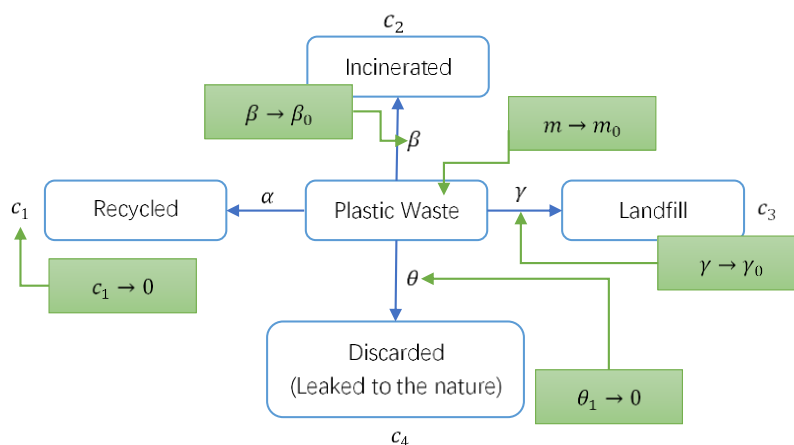 c₂
Incinerated
β → β₀
m → m₀
β
c₁
Recycled
α
Plastic Waste
γ
Landfill
c₃
c₁ → 0
γ → γ₀
θ
Discarded
(Leaked to the nature)
θ₁ → 0
c₄